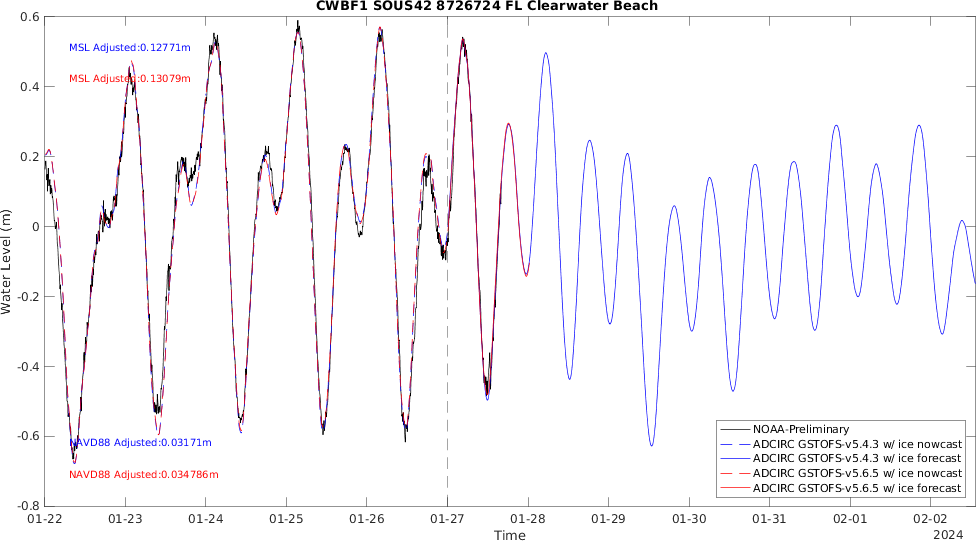 CWBF1 SOUS42 8726724 FL Clearwater Beach
MSL Adjusted:0.12771m
MSL Adjusted:0.13079m
NAVD88 Adjusted:0.03171m
NAVD88 Adjusted:0.034786m
Water Level (m)
0.6
0.4
0.2
0
-0.2
-0.4
-0.6
-0.8
NOAA-Preliminary
ADCIRC GSTOFS-v5.4.3 w/ ice nowcast
ADCIRC GSTOFS-v5.4.3 w/ ice forecast
ADCIRC GSTOFS-v5.6.5 w/ ice nowcast
ADCIRC GSTOFS-v5.6.5 w/ ice forecast
01-22 01-23 01-24 01-25 01-26 01-27 01-28 01-29 01-30 01-31 02-01 02-02
Time
2024